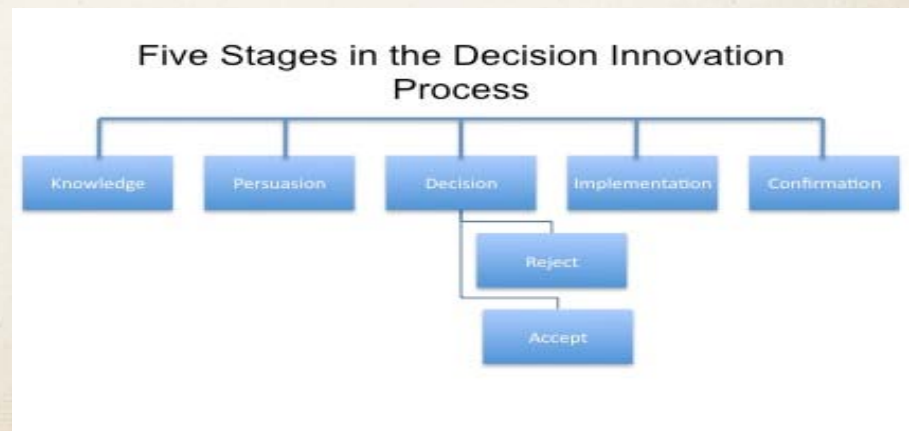 Five Stages in the Decision Innovation
Process
Knowledge
Persuasion
Decision
Implementation
Confirmation
Reject
Accept